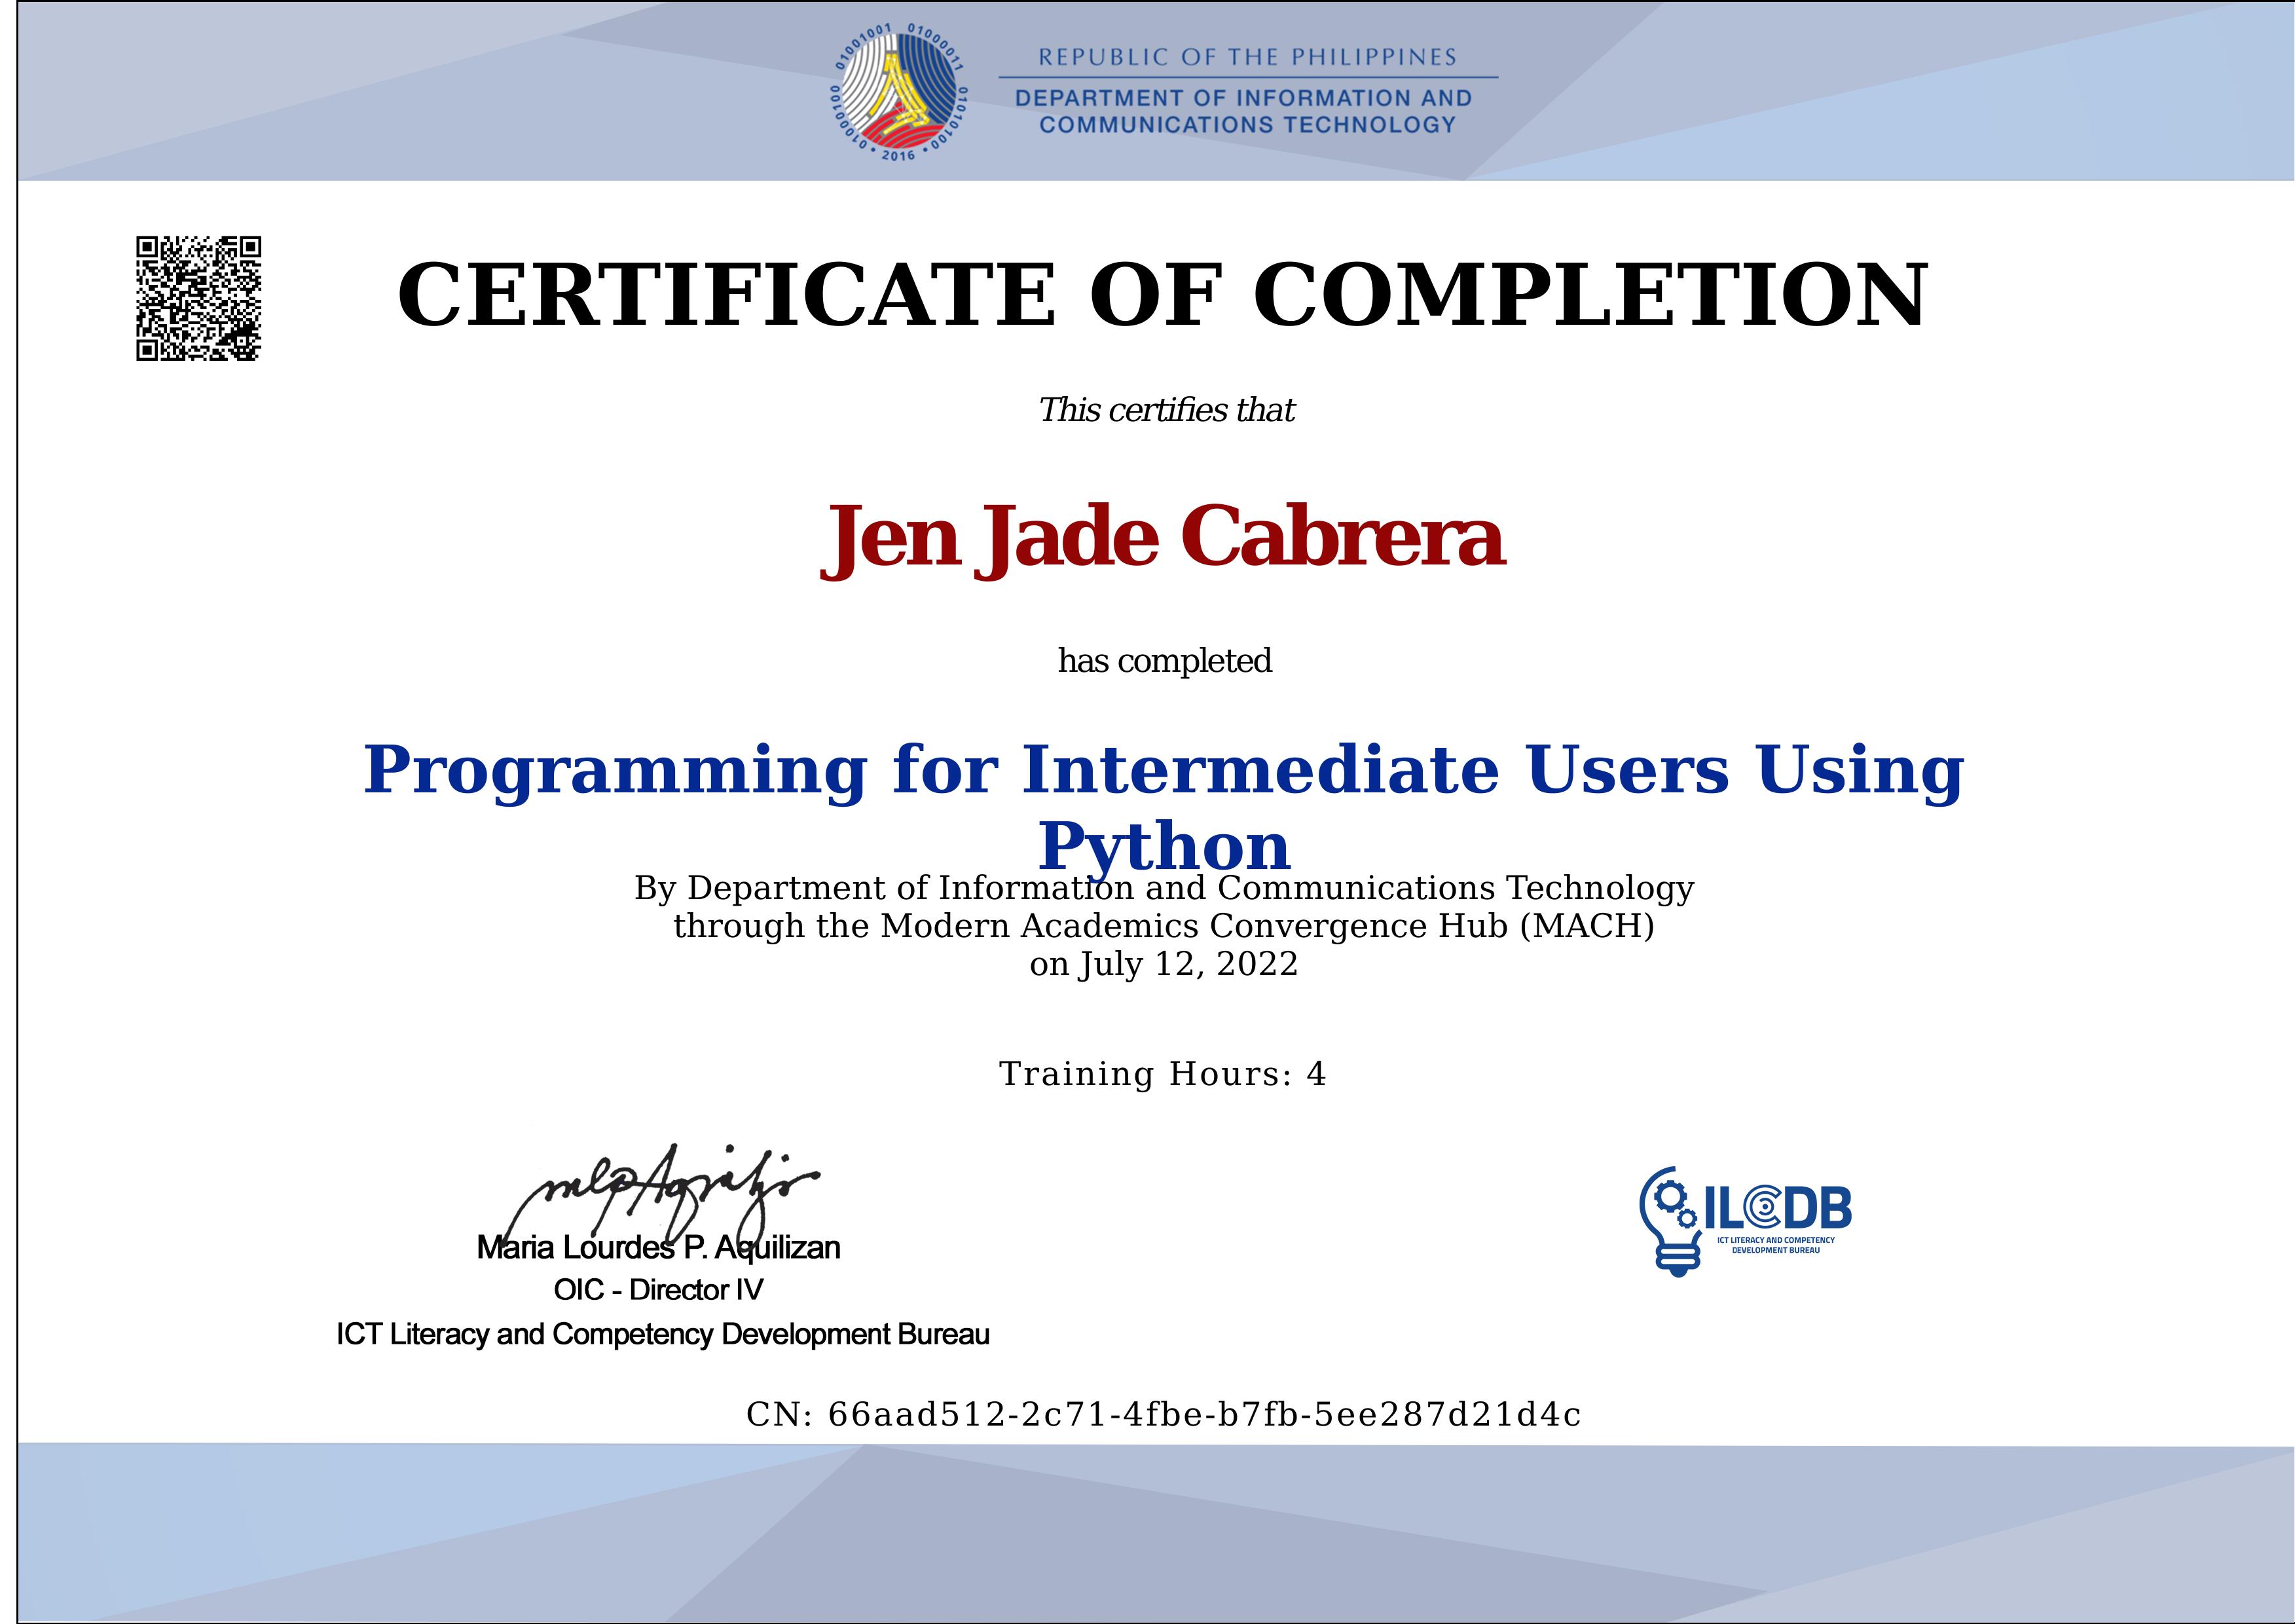 01001001 01000011 01010100 • 2016 • 01000100
REPUBLIC OF THE PHILIPPINES
DEPARTMENT OF INFORMATION AND
COMMUNICATIONS TECHNOLOGY
CERTIFICATE OF COMPLETION
This certifies that
Jen Jade Cabrera
has completed
Programming for Intermediate Users Using
Python
By Department of Information and Communications Technology
through the Modern Academics Convergence Hub (MACH)
on July 12, 2022
Training Hours: 4
Maria Lourdes P. Aquilizan
OIC - Director IV
ICT Literacy and Competency Development Bureau
ILCDB
ICT LITERACY AND COMPETENCY
DEVELOPMENT BUREAU
CN: 66aad512-2c71-4fbe-b7fb-5ee287d21d4c